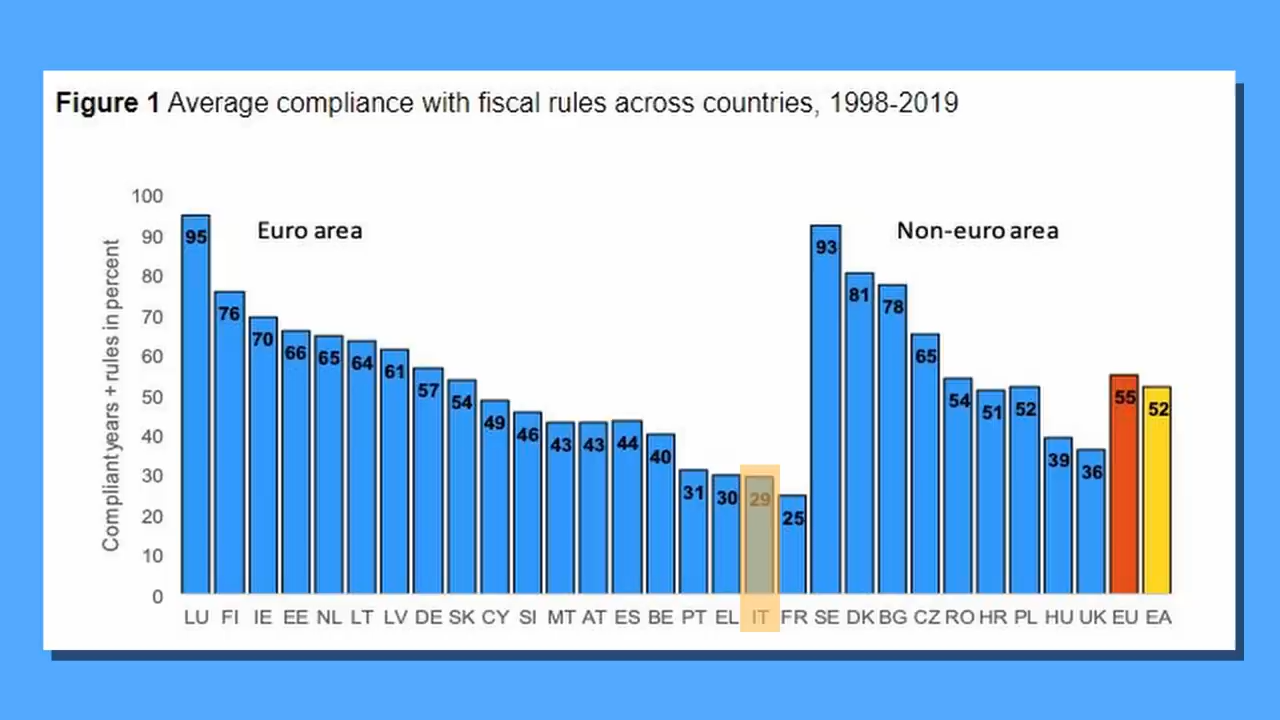 Figure 1 Average compliance with fiscal rules across countries, 1998-2019
Euro area
Non-euro area
Compliant years + rules in percent
100
90
80
70
60
50
40
30
20
10
0
95 76 70 66 65 64 61 57 54 49 46 43 43 44 40 31 30 29 25 93 81 78 65 54 51 52 39 36 55 52
LU FI IE EE NL LT LV DE SK CY SI MT AT ES BE PT EL IT FR SE DK BG CZ RO HR PL HU UK EU EA